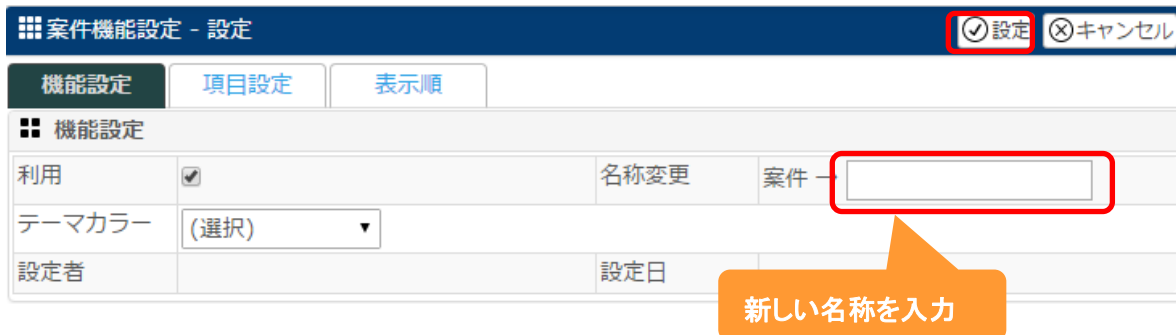 案件機能設定 - 設定
設定 キャンセル
機能設定 項目設定 表示順
機能設定
利用 名称変更 案件 →
テーマカラー (選択)
設定者 設定日
新しい名称を入力